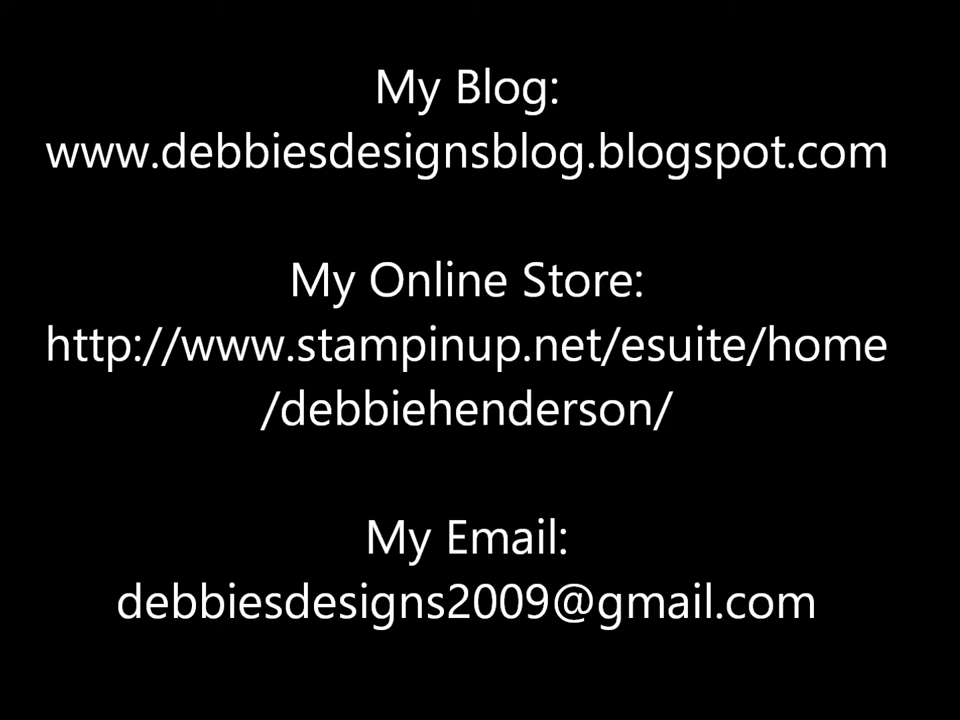 My Blog:
www.debbiesdesignsblog.blogspot.com
My Online Store:
http://www.stampinup.net/esuite/home
/debbiehenderson/
My Email:
debbiesdesigns2009@gmail.com